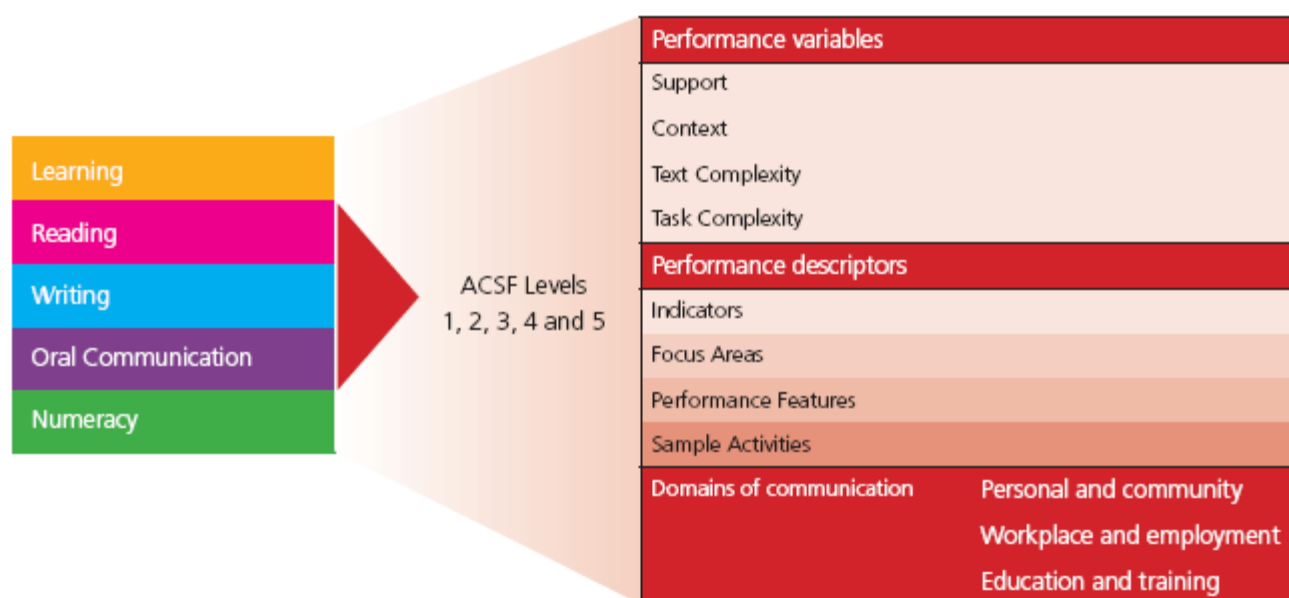 Learning
Reading
Writing
Oral Communication
Numeracy
ACSF Levels
1, 2, 3, 4 and 5
Performance variables
Support
Context
Text Complexity
Task Complexity
Performance descriptors
Indicators
Focus Areas
Performance Features
Sample Activities
Domains of communication Personal and community
Workplace and employment
Education and training